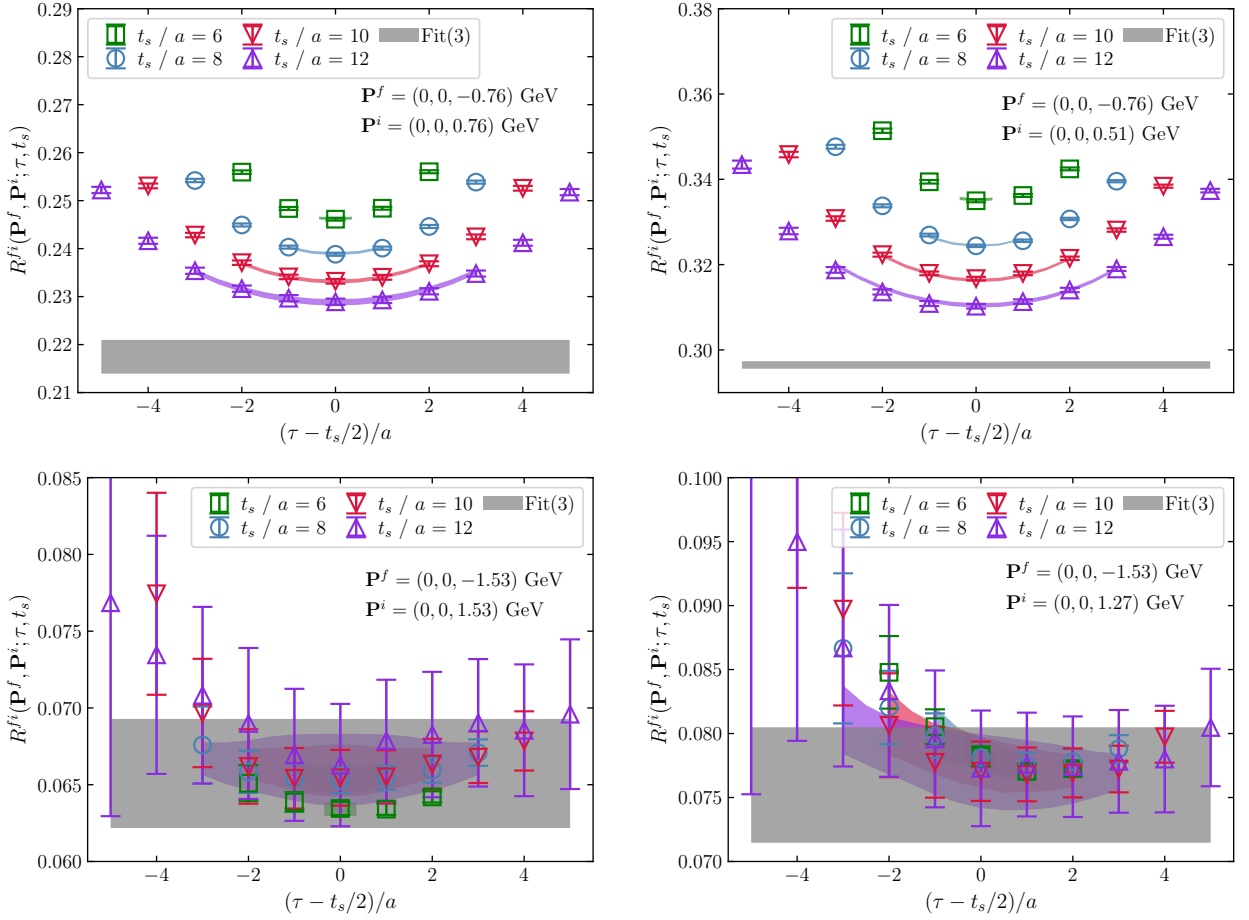 0.29
0.28
0.27
0.26
0.25
0.24
0.23
0.22
0.21
R^{fi}(P^f, P^i; τ, t_s)
t_s / a = 6 t_s / a = 10 Fit(3)
t_s / a = 8 t_s / a = 12
P^f = (0, 0, −0.76) GeV
P^i = (0, 0, 0.76) GeV
−4 −2 0 2 4
(τ − t_s/2)/a
0.38
0.36
0.34
0.32
0.30
R^{fi}(P^f, P^i; τ, t_s)
t_s / a = 6 t_s / a = 10 Fit(3)
t_s / a = 8 t_s / a = 12
P^f = (0, 0, −0.76) GeV
P^i = (0, 0, 0.51) GeV
−4 −2 0 2 4
(τ − t_s/2)/a
0.085
0.080
0.075
0.070
0.065
0.060
R^{fi}(P^f, P^i; τ, t_s)
t_s / a = 6 t_s / a = 10 Fit(3)
t_s / a = 8 t_s / a = 12
P^f = (0, 0, −1.53) GeV
P^i = (0, 0, 1.53) GeV
−4 −2 0 2 4
(τ − t_s/2)/a
0.100
0.095
0.090
0.085
0.080
0.075
0.070
R^{fi}(P^f, P^i; τ, t_s)
t_s / a = 6 t_s / a = 10 Fit(3)
t_s / a = 8 t_s / a = 12
P^f = (0, 0, −1.53) GeV
P^i = (0, 0, 1.27) GeV
−4 −2 0 2 4
(τ − t_s/2)/a